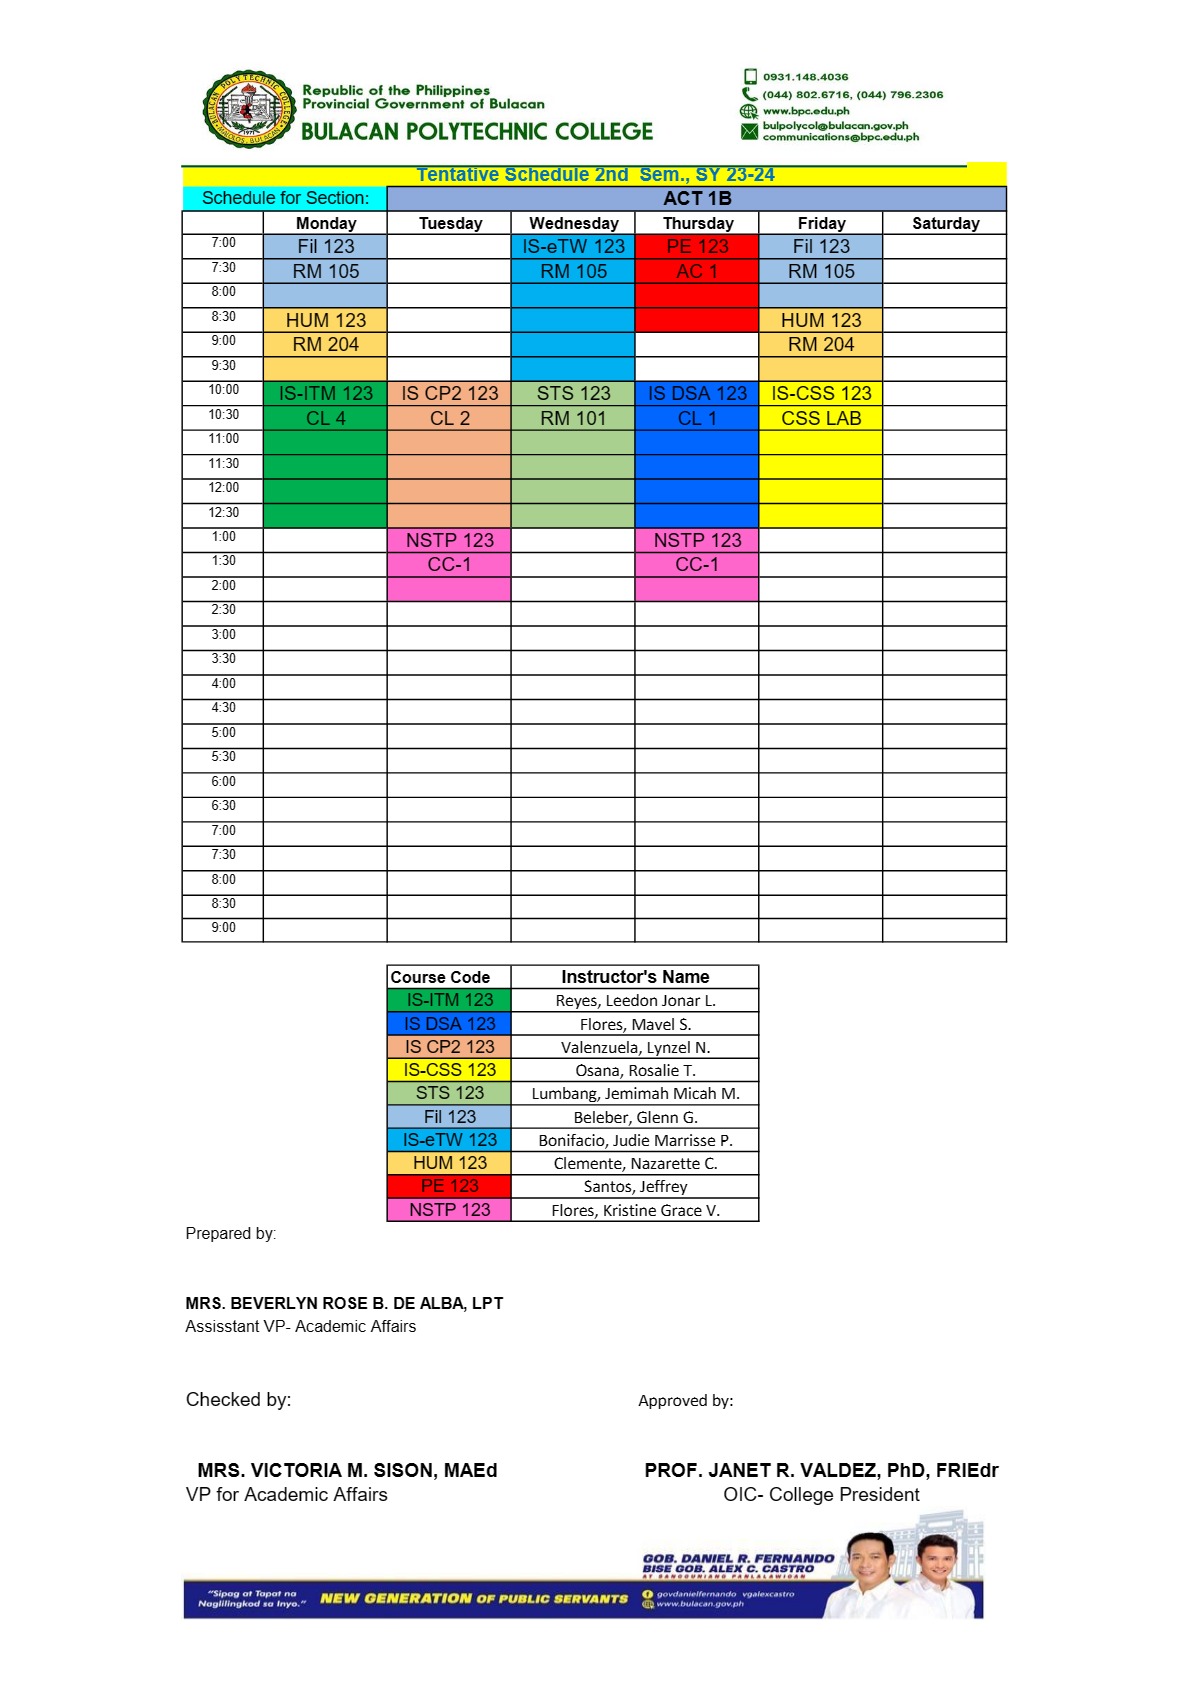 Republic of the Philippines
Provincial Government of Bulacan
BULACAN POLYTECHNIC COLLEGE
BULACAN POLYTECHNIC COLLEGE
MALOLOS, BULACAN
1971
0931.148.4036
(044) 802.6716, (044) 796.2306
www.bpc.edu.ph
bulpolycol@bulacan.gov.ph
communications@bpc.edu.ph
Tentative Schedule 2nd Sem., SY 23-24
Schedule for Section: ACT 1B
Monday Tuesday Wednesday Thursday Friday Saturday
7:00 Fil 123 IS-eTW 123 PE 123 Fil 123
7:30 RM 105 RM 105 AC 1 RM 105
8:00
8:30 HUM 123 HUM 123
9:00 RM 204 RM 204
9:30
10:00 IS-ITM 123 IS CP2 123 STS 123 IS DSA 123 IS-CSS 123
10:30 CL 4 CL 2 RM 101 CL 1 CSS LAB
11:00
11:30
12:00
12:30
1:00 NSTP 123 NSTP 123
1:30 CC-1 CC-1
2:00
2:30
3:00
3:30
4:00
4:30
5:00
5:30
6:00
6:30
7:00
7:30
8:00
8:30
9:00
Course Code Instructor's Name
IS-ITM 123 Reyes, Leedon Jonar L.
IS DSA 123 Flores, Mavel S.
IS CP2 123 Valenzuela, Lynzel N.
IS-CSS 123 Osana, Rosalie T.
STS 123 Lumbang, Jemimah Micah M.
Fil 123 Beleber, Glenn G.
IS-eTW 123 Bonifacio, Judie Marrisse P.
HUM 123 Clemente, Nazarette C.
PE 123 Santos, Jeffrey
NSTP 123 Flores, Kristine Grace V.
Prepared by:
MRS. BEVERLYN ROSE B. DE ALBA, LPT
Assisstant VP- Academic Affairs
Checked by: Approved by:
MRS. VICTORIA M. SISON, MAEd PROF. JANET R. VALDEZ, PhD, FRIEdr
VP for Academic Affairs OIC- College President
GOB. DANIEL R. FERNANDO
BISE GOB. ALEX C. CASTRO
AT SANGGUNIANG PANLALAWIGAN
"Sipag at Tapat na
Naglilingkod sa Inyo."
NEW GENERATION OF PUBLIC SERVANTS
govdanielfernando vgalexcastro
www.bulacan.gov.ph